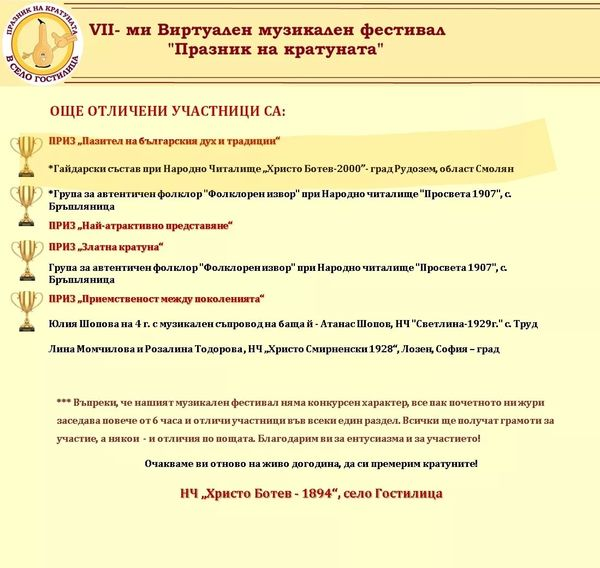 ПРАЗНИК НА КРАТУНАТА
В СЕЛО ГОСТИЛИЦА
VII- ми Виртуален музикален фестивал
"Празник на кратуната"
ОЩЕ ОТЛИЧЕНИ УЧАСТНИЦИ СА:
ПРИЗ „Пазител на българския дух и традиции“
*Гайдарски състав при Народно Читалище „Христо Ботев-2000”- град Рудозем, област Смолян
*Група за автентичен фолклор "Фолклорен извор" при Народно читалище "Просвета 1907", с.
Бръшляница
ПРИЗ „Най-атрактивно представяне“
ПРИЗ „Златна кратуна“
Група за автентичен фолклор "Фолклорен извор" при Народно читалище "Просвета 1907", с.
Бръшляница
ПРИЗ „Приемственост между поколенията“
Юлия Шопова на 4 г. с музикален съпровод на баща й - Атанас Шопов, НЧ "Светлина-1929г." с. Труд
Лина Момчилова и Розалина Тодорова , НЧ „Христо Смирненски 1928“, Лозен, София – град
*** Въпреки, че нашият музикален фестивал няма конкурсен характер, все пак почетното ни жури
заседава повече от 6 часа и отличи участници във всеки един раздел. Всички ще получат грамоти за
участие, а някои - и отличия по пощата. Благодарим ви за ентусиазма и за участието!
Очакваме ви отново на живо догодина, да си премерим кратуните!
НЧ „Христо Ботев - 1894“, село Гостилица